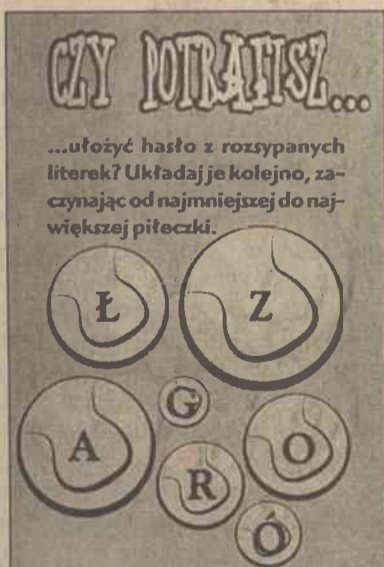 CZY POTRAFISZ...
...ułożyć hasło z rozsypanych
literek? Układaj je kolejno, za-
czynając od najmniejszej do naj-
większej piłeczki.
Ł Z
G
A O
R
Ó